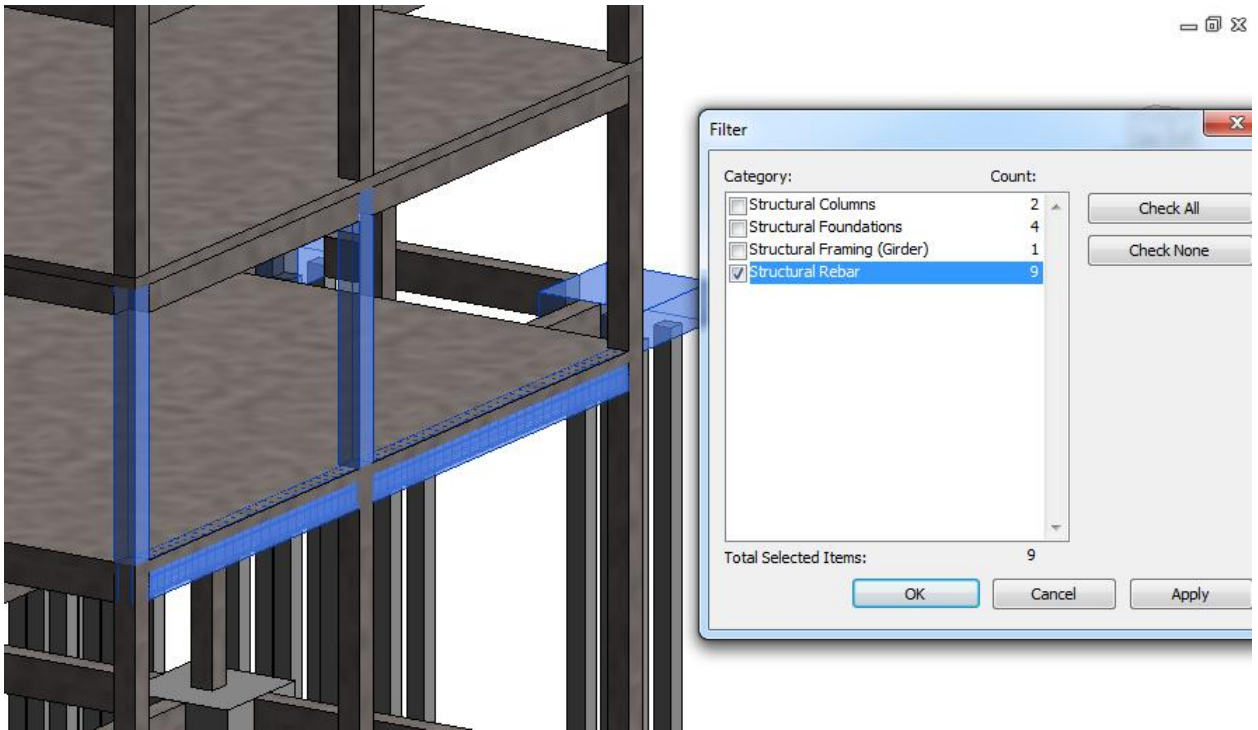 Filter
Category: Count:
Structural Columns 2
Structural Foundations 4
Structural Framing (Girder) 1
Structural Rebar 9
Check All
Check None
Total Selected Items: 9
OK Cancel Apply